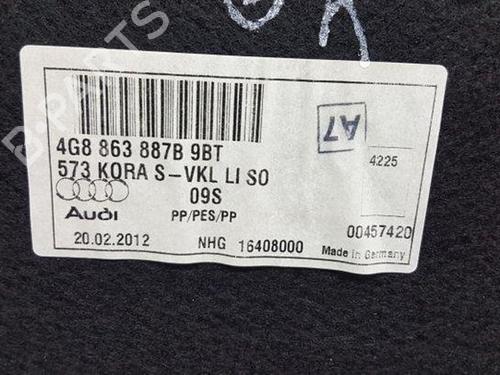 B-PARTS
A7
4G8 863 887B 9BT
4225
573 KORA S-VKL LI SO
09S
Audi
PP/PES/PP
00457420
20.02.2012
NHG 16408000
Made in Germany